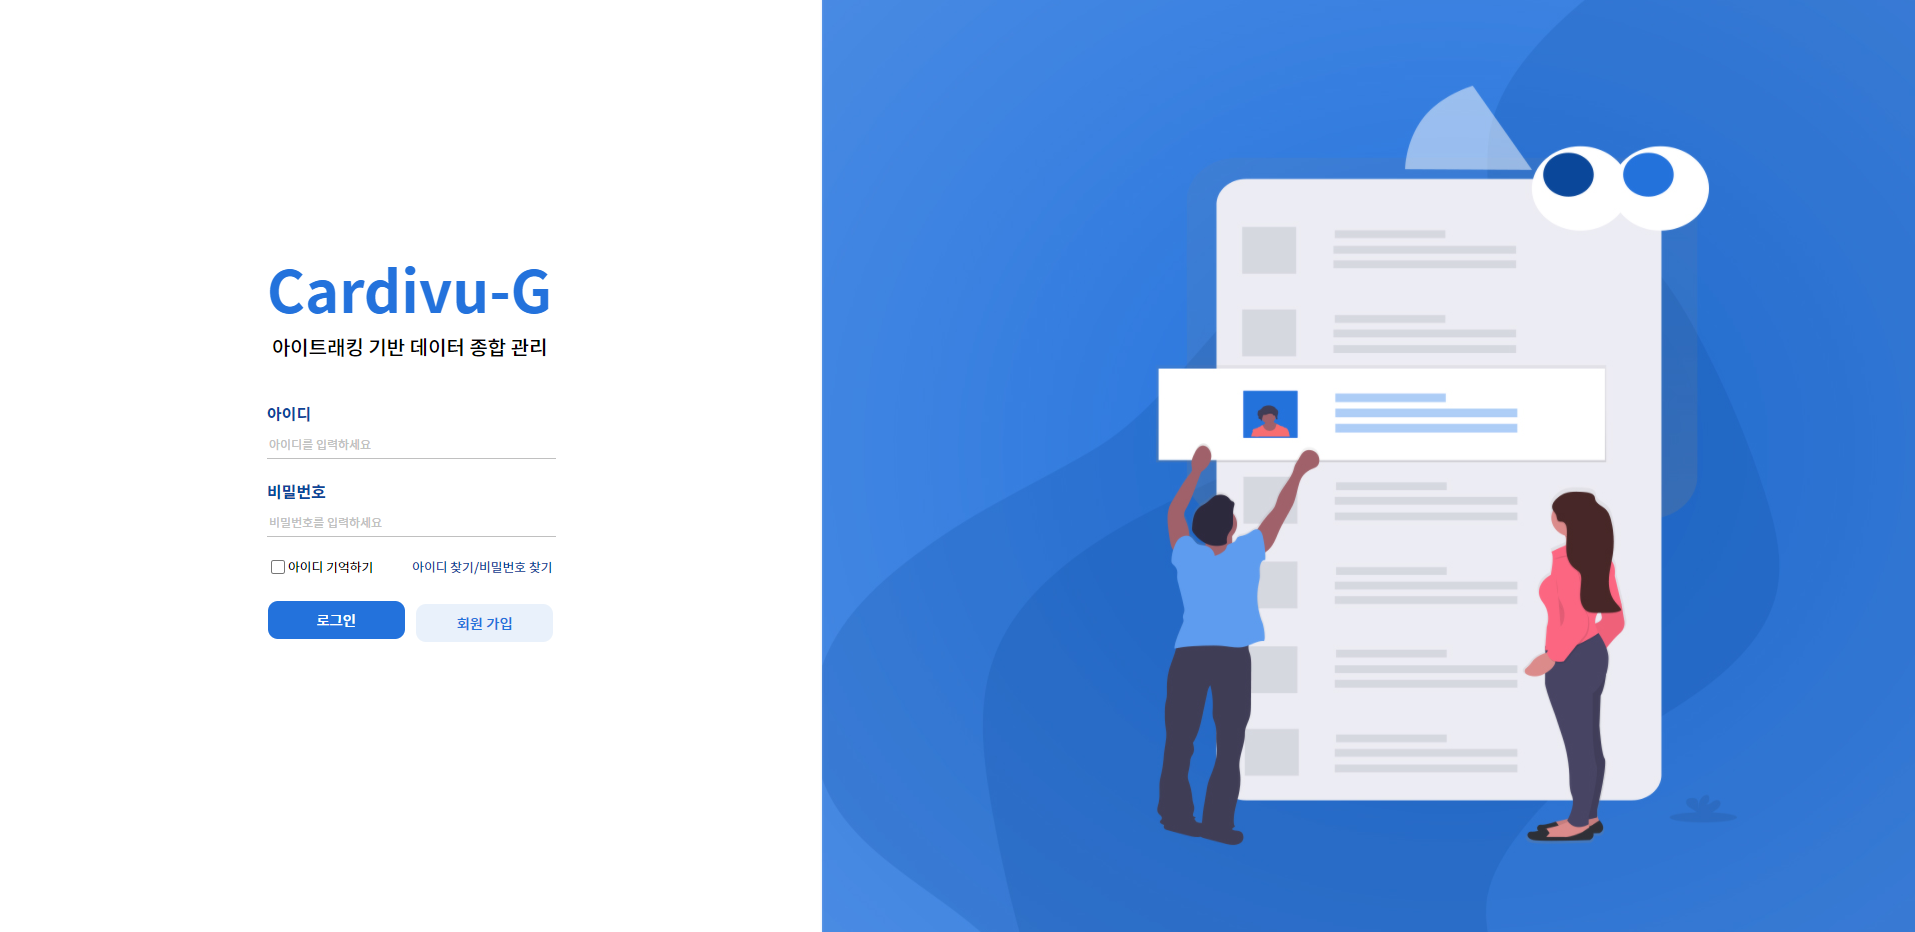 Cardivu-G
아이트래킹 기반 데이터 종합 관리
아이디
아이디를 입력하세요
비밀번호
비밀번호를 입력하세요
아이디 기억하기 아이디 찾기/비밀번호 찾기
로그인 회원 가입